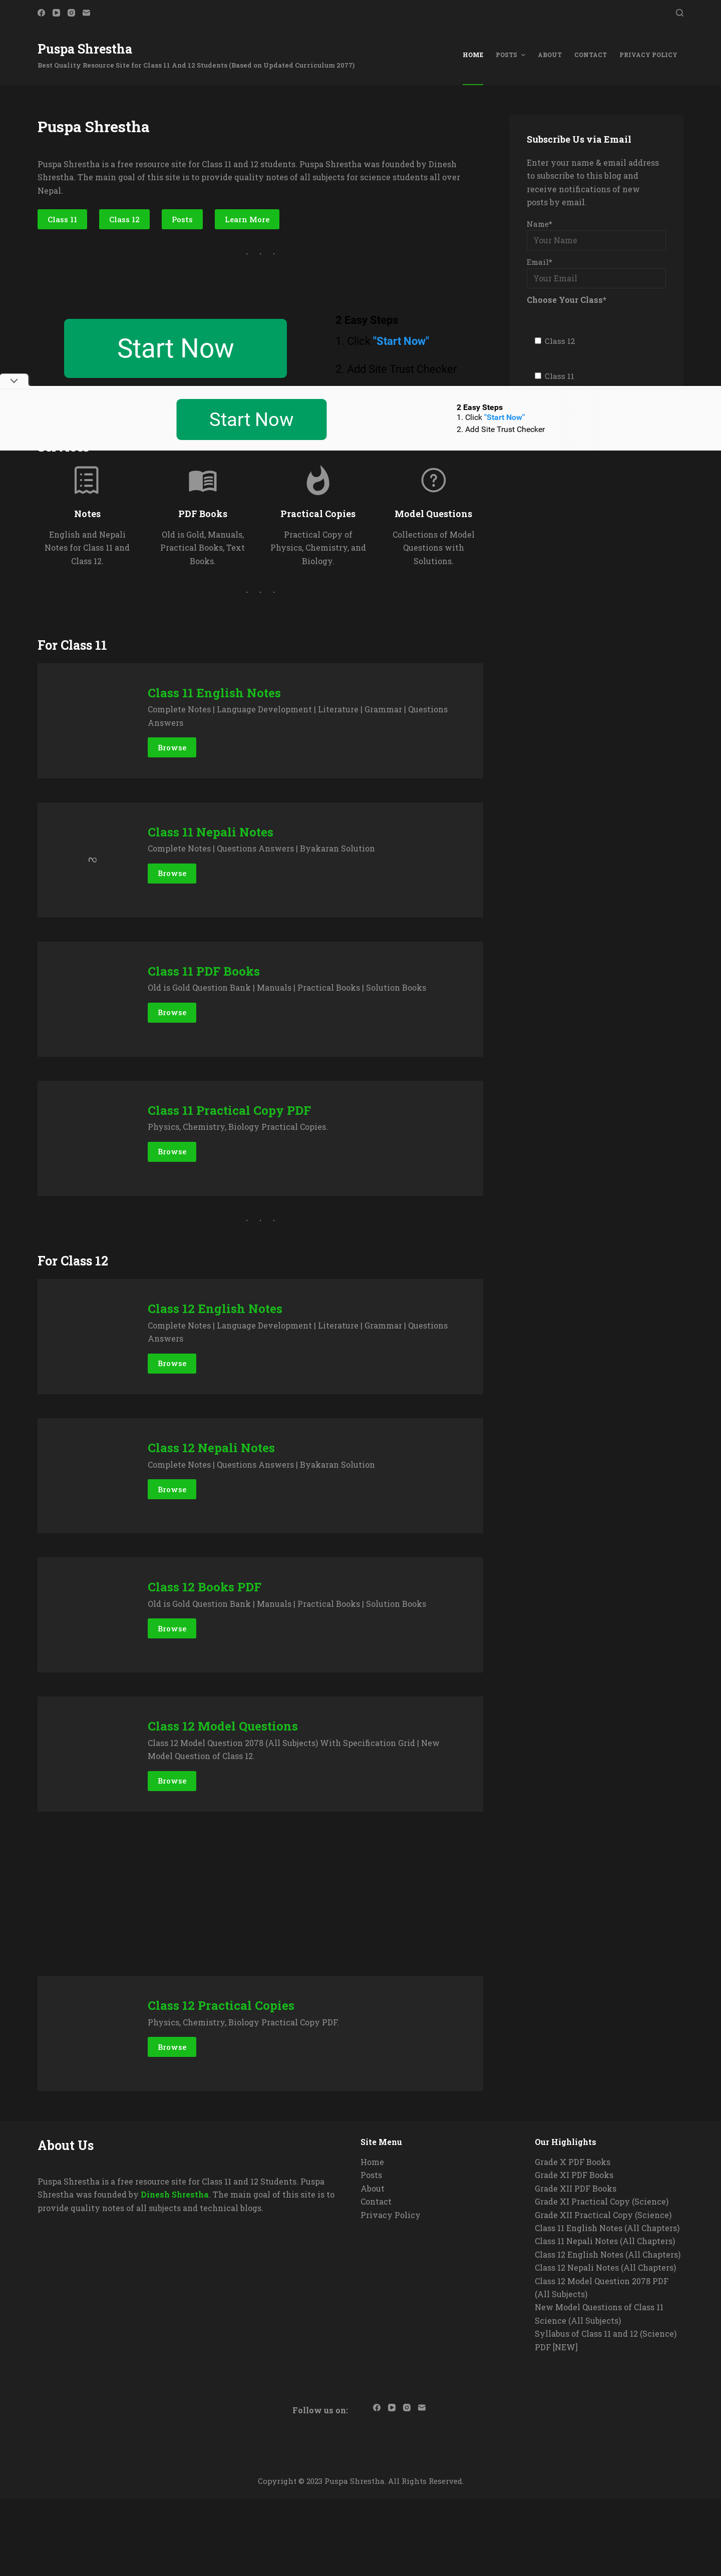 Puspa Shrestha
Best Quality Resource Site for Class 11 And 12 Students (Based on Updated Curriculum 2077)
HOME
POSTS
ABOUT
CONTACT
PRIVACY POLICY
Puspa Shrestha
Puspa Shrestha is a free resource site for Class 11 and 12 students. Puspa Shrestha was founded by Dinesh
Shrestha. The main goal of this site is to provide quality notes of all subjects for science students all over
Nepal.
Class 11
Class 12
Posts
Learn More
Subscribe Us via Email
Enter your name & email address
to subscribe to this blog and
receive notifications of new
posts by email.
Name*
Your Name
Email*
Your Email
Choose Your Class*
Class 12
Class 11
Start Now
2 Easy Steps
1. Click "Start Now"
2. Add Site Trust Checker
Start Now
2 Easy Steps
1. Click "Start Now"
2. Add Site Trust Checker
Notes
English and Nepali
Notes for Class 11 and
Class 12.
PDF Books
Old is Gold, Manuals,
Practical Books, Text
Books.
Practical Copies
Practical Copy of
Physics, Chemistry, and
Biology.
Model Questions
Collections of Model
Questions with
Solutions.
For Class 11
Class 11 English Notes
Complete Notes | Language Development | Literature | Grammar | Questions
Answers
Browse
Class 11 Nepali Notes
Complete Notes | Questions Answers | Byakaran Solution
Browse
Class 11 PDF Books
Old is Gold Question Bank | Manuals | Practical Books | Solution Books
Browse
Class 11 Practical Copy PDF
Physics, Chemistry, Biology Practical Copies.
Browse
For Class 12
Class 12 English Notes
Complete Notes | Language Development | Literature | Grammar | Questions
Answers
Browse
Class 12 Nepali Notes
Complete Notes | Questions Answers | Byakaran Solution
Browse
Class 12 Books PDF
Old is Gold Question Bank | Manuals | Practical Books | Solution Books
Browse
Class 12 Model Questions
Class 12 Model Question 2078 (All Subjects) With Specification Grid | New
Model Question of Class 12.
Browse
Class 12 Practical Copies
Physics, Chemistry, Biology Practical Copy PDF.
Browse
About Us
Puspa Shrestha is a free resource site for Class 11 and 12 Students. Puspa
Shrestha was founded by Dinesh Shrestha. The main goal of this site is to
provide quality notes of all subjects and technical blogs.
Site Menu
Home
Posts
About
Contact
Privacy Policy
Our Highlights
Grade X PDF Books
Grade XI PDF Books
Grade XII PDF Books
Grade XI Practical Copy (Science)
Grade XII Practical Copy (Science)
Class 11 English Notes (All Chapters)
Class 11 Nepali Notes (All Chapters)
Class 12 English Notes (All Chapters)
Class 12 Nepali Notes (All Chapters)
Class 12 Model Question 2078 PDF
(All Subjects)
New Model Questions of Class 11
Science (All Subjects)
Syllabus of Class 11 and 12 (Science)
PDF [NEW]
Follow us on:
Copyright © 2023 Puspa Shrestha. All Rights Reserved.